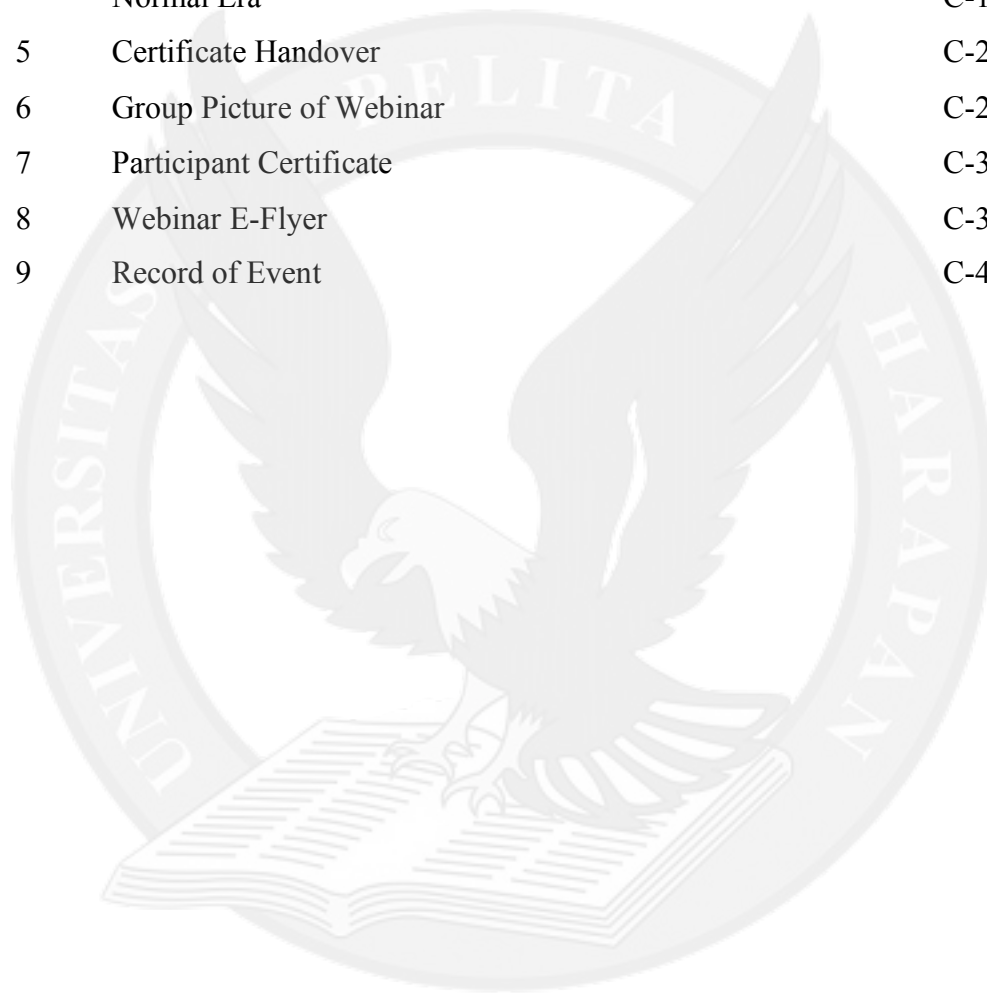 Normal Era C-1
5 Certificate Handover C-2
6 Group Picture of Webinar C-2
7 Participant Certificate C-3
8 Webinar E-Flyer C-3
9 Record of Event C-4
UNIVERSITAS PELITA HARAPAN